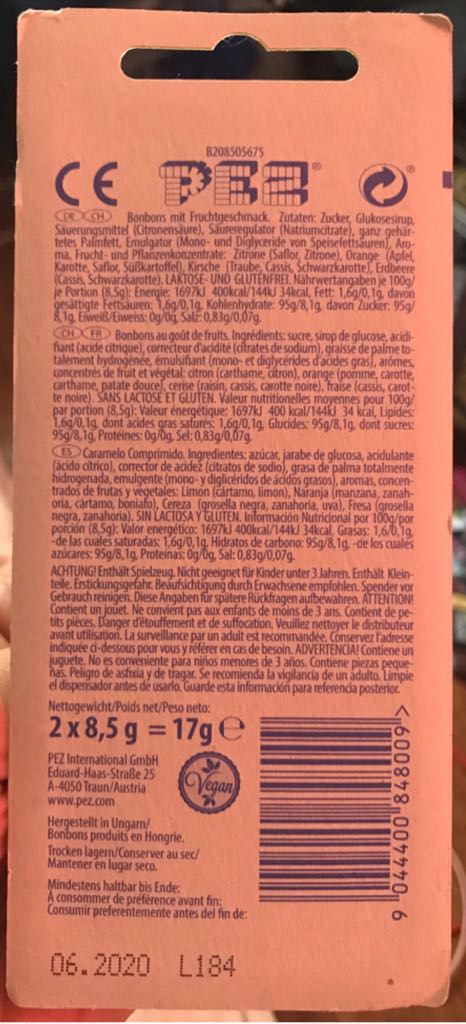 B208505675
CE PEZ®
DE CH Bonbons mit Fruchtgeschmack. Zutaten: Zucker, Glukosesirup,
Säuerungsmittel (Citronensäure), Säureregulator (Natriumcitrate), ganz gehär-
tetes Palmfett, Emulgator (Mono- und Diglyceride von Speisefettsäuren), Aro-
ma, Frucht- und Pflanzenkonzentrate: Zitrone (Saflor, Zitrone), Orange (Apfel,
Karotte, Saflor, Süßkartoffel), Kirsche (Traube, Cassis, Schwarzkarotte), Erdbeere
(Cassis, Schwarzkarotte). LAKTOSE- UND GLUTENFREI. Nährwertangaben je 100g/
je Portion (8,5g): Energie: 1697kJ 400kcal/144kJ 34kcal, Fett: 1,6g/0,1g, davon
gesättigte Fettsäuren: 1,6g/0,1g, Kohlenhydrate: 95g/8,1g, davon Zucker: 95g/
8,1g, Eiweiß/Eiweiss: 0g/0g, Salz: 0,83g/0,07g.
CH FR Bonbons au goût de fruits. Ingrédients: sucre, sirop de glucose, acidi-
fiant (acide citrique), correcteur d'acidité (citrates de sodium), graisse de palme to-
talement hydrogénée, émulsifiant (mono- et diglycérides d'acides gras), arômes,
concentrés de fruit et végétal: citron (carthame, citron), orange (pomme, carotte,
carthame, patate douce), cerise (raisin, cassis, carotte noire), fraise (cassis, carot-
te noire). SANS LACTOSE ET GLUTEN. Valeur nutritionelles moyennes pour 100g/
par portion (8,5g): Valeur énergétique: 1697kJ 400 kcal/144kJ 34 kcal, Lipides:
1,6g/0,1g, dont acides gras saturés: 1,6g/0,1g, Glucides: 95g/8,1g, dont sucres:
95g/8,1g, Protéines: 0g/0g, Sel: 0,83g/0,07g.
ES Caramelo Comprimido. Ingredientes: azúcar, jarabe de glucosa, acidulante
(ácido cítrico), corrector de acidez (citratos de sodio), grasa de palma totalmente
hidrogenada, emulgente (mono- y diglicéridos de ácidos grasos), aromas, concen-
trados de frutas y vegetales: Limón (cártamo, limón), Naranja (manzana, zanah-
oria, cártamo, boniato), Cereza (grosella negra, zanahoria, uva), Fresa (grosella
negra, zanahoria). SIN LACTOSA Y GLUTEN. Información Nutricional por 100g/por
porción (8,5g): Valor energético: 1697kJ 400kcal/144kJ 34kcal, Grasas: 1,6/0,1g,
-de las cuales saturadas: 1,6g/0,1g, Hidratos de carbono: 95g/8,1g, -de los cuales
azúcares: 95g/8,1g, Proteínas: 0g/0g, Sal: 0,83g/0,07g.
ACHTUNG! Enthält Spielzeug. Nicht geeignet für Kinder unter 3 Jahren. Enthält Klein-
teile. Erstickungsgefahr. Beaufsichtigung durch Erwachsene empfohlen. Spender vor
Gebrauch reinigen. Diese Angaben für spätere Rückfragen aufbewahren. ATTENTION!
Contient un jouet. Ne convient pas aux enfants de moins de 3 ans. Contient de pe-
tits pièces. Danger d'étouffement et de suffocation. Veuillez nettoyer le distributeur
avant utilisation. La surveillance par un adult est recommandée. Conservez l'adresse
indiquée ci-dessous pour vous y référer en cas de besoin. ADVERTENCIA! Contiene un
juguete. No es conveniente para niños menores de 3 años. Contiene piezas peque-
ñas. Peligro de asfixia y de tragar. Se recomienda la vigilancia de un adulto. Limpie
el dispensador antes de usarlo. Guarde esta información para referencia posterior.
Nettogewicht/Poids net/Peso neto:
2 x 8,5 g = 17g ℮
PEZ International GmbH
Eduard-Haas-Straße 25
A-4050 Traun/Austria
www.pez.com
Vegan
Hergestellt in Ungarn/
Bonbons produits en Hongrie.
Trocken lagern/Conserver au sec/
Mantener en lugar seco.
Mindestens haltbar bis Ende:
À consommer de préférence avant fin:
Consumir preferentemente antes del fin de:
9 044400 848009 >
06.2020 L184